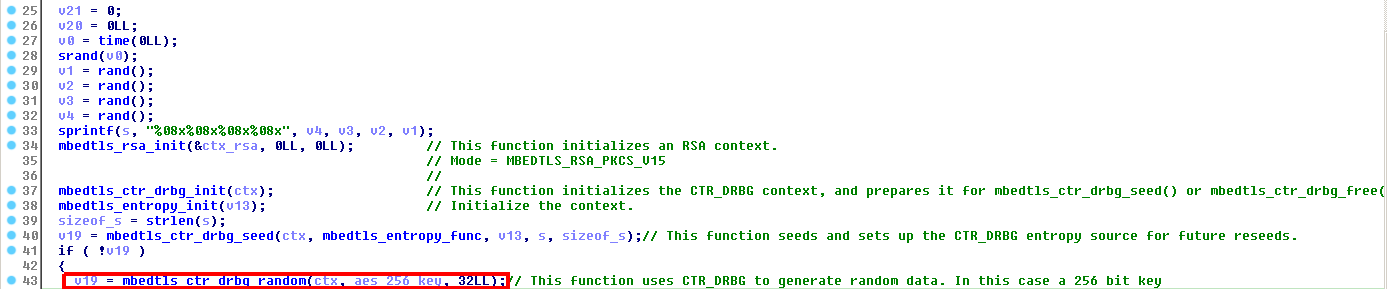 25 v21 = 0;
26 v20 = 0LL;
27 v0 = time(0LL);
28 srand(v0);
29 v1 = rand();
30 v2 = rand();
31 v3 = rand();
32 v4 = rand();
33 sprintf(s, "%08x%08x%08x%08x", v4, v3, v2, v1);
34 mbedtls_rsa_init(&ctx_rsa, 0LL, 0LL); // This function initializes an RSA context.
35 // Mode = MBEDTLS_RSA_PKCS_V15
36 //
37 mbedtls_ctr_drbg_init(ctx); // This function initializes the CTR_DRBG context, and prepares it for mbedtls_ctr_drbg_seed() or mbedtls_ctr_drbg_free(
38 mbedtls_entropy_init(v13); // Initialize the context.
39 sizeof_s = strlen(s);
40 v19 = mbedtls_ctr_drbg_seed(ctx, mbedtls_entropy_func, v13, s, sizeof_s);// This function seeds and sets up the CTR_DRBG entropy source for future reseeds.
41 if ( !v19 )
42 {
43 v19 = mbedtls_ctr_drbg_random(ctx, aes_256_key, 32LL);// This function uses CTR_DRBG to generate random data. In this case a 256 bit key